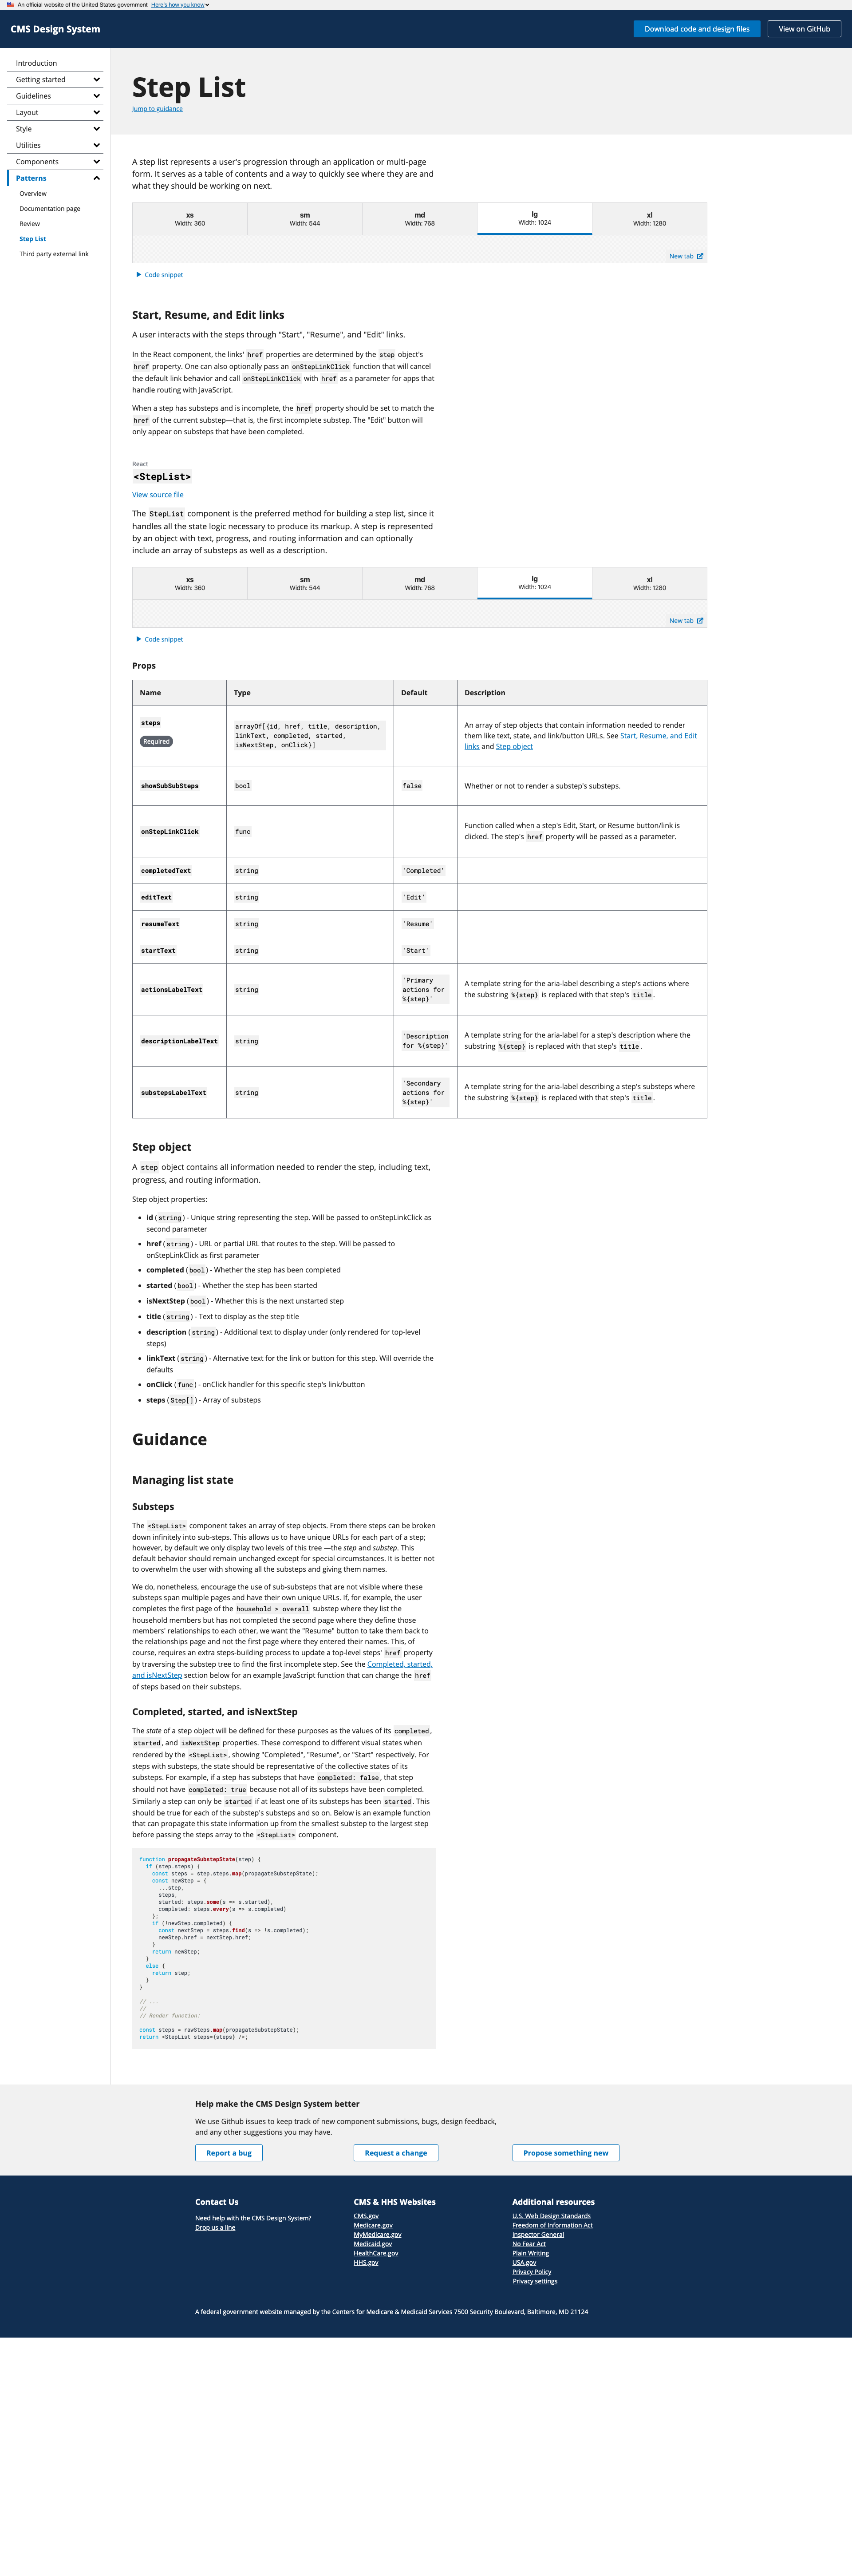 An official website of the United States government Here's how you know
CMS Design System
Download code and design files
View on GitHub
Introduction
Getting started
Guidelines
Layout
Style
Utilities
Components
Patterns
Overview
Documentation page
Review
Step List
Third party external link
Step List
Jump to guidance
A step list represents a user's progression through an application or multi-page
form. It serves as a table of contents and a way to quickly see where they are and
what they should be working on next.
xs
Width: 360
sm
Width: 544
md
Width: 768
lg
Width: 1024
xl
Width: 1280
New tab
Code snippet
Start, Resume, and Edit links
A user interacts with the steps through "Start", "Resume", and "Edit" links.
In the React component, the links' href properties are determined by the step object's
href property. One can also optionally pass an onStepLinkClick function that will cancel
the default link behavior and call onStepLinkClick with href as a parameter for apps that
handle routing with JavaScript.
When a step has substeps and is incomplete, the href property should be set to match the
href of the current substep—that is, the first incomplete substep. The "Edit" button will
only appear on substeps that have been completed.
React
<StepList>
View source file
The StepList component is the preferred method for building a step list, since it
handles all the state logic necessary to produce its markup. A step is represented
by an object with text, progress, and routing information and can optionally
include an array of substeps as well as a description.
xs
Width: 360
sm
Width: 544
md
Width: 768
lg
Width: 1024
xl
Width: 1280
New tab
Code snippet
Props
Name Type Default Description
steps
Required
arrayOf[{id, href, title, description,
linkText, completed, started,
isNextStep, onClick}]
An array of step objects that contain information needed to render
them like text, state, and link/button URLs. See Start, Resume, and Edit
links and Step object
showSubSubSteps bool false Whether or not to render a substep's substeps.
onStepLinkClick func
Function called when a step's Edit, Start, or Resume button/link is
clicked. The step's href property will be passed as a parameter.
completedText string 'Completed'
editText string 'Edit'
resumeText string 'Resume'
startText string 'Start'
actionsLabelText string
'Primary
actions for
%{step}'
A template string for the aria-label describing a step's actions where
the substring %{step} is replaced with that step's title.
descriptionLabelText string
'Description
for %{step}'
A template string for the aria-label for a step's description where the
substring %{step} is replaced with that step's title.
substepsLabelText string
'Secondary
actions for
%{step}'
A template string for the aria-label describing a step's substeps where
the substring %{step} is replaced with that step's title.
Step object
A step object contains all information needed to render the step, including text,
progress, and routing information.
Step object properties:
• id (string) - Unique string representing the step. Will be passed to onStepLinkClick as
second parameter
• href (string) - URL or partial URL that routes to the step. Will be passed to
onStepLinkClick as first parameter
• completed (bool) - Whether the step has been completed
• started (bool) - Whether the step has been started
• isNextStep (bool) - Whether this is the next unstarted step
• title (string) - Text to display as the step title
• description (string) - Additional text to display under (only rendered for top-level
steps)
• linkText (string) - Alternative text for the link or button for this step. Will override the
defaults
• onClick (func) - onClick handler for this specific step's link/button
• steps (Step[]) - Array of substeps
Guidance
Managing list state
Substeps
The <StepList> component takes an array of step objects. From there steps can be broken
down infinitely into sub-steps. This allows us to have unique URLs for each part of a step;
however, by default we only display two levels of this tree —the step and substep. This
default behavior should remain unchanged except for special circumstances. It is better not
to overwhelm the user with showing all the substeps and giving them names.
We do, nonetheless, encourage the use of sub-substeps that are not visible where these
substeps span multiple pages and have their own unique URLs. If, for example, the user
completes the first page of the household > overall substep where they list the
household members but has not completed the second page where they define those
members' relationships to each other, we want the "Resume" button to take them back to
the relationships page and not the first page where they entered their names. This, of
course, requires an extra steps-building process to update a top-level steps' href property
by traversing the substep tree to find the first incomplete step. See the Completed, started,
and isNextStep section below for an example JavaScript function that can change the href
of steps based on their substeps.
Completed, started, and isNextStep
The state of a step object will be defined for these purposes as the values of its completed,
started, and isNextStep properties. These correspond to different visual states when
rendered by the <StepList>, showing "Completed", "Resume", or "Start" respectively. For
steps with substeps, the state should be representative of the collective states of its
substeps. For example, if a step has substeps that have completed: false, that step
should not have completed: true because not all of its substeps have been completed.
Similarly a step can only be started if at least one of its substeps has been started. This
should be true for each of the substep's substeps and so on. Below is an example function
that can propagate this state information up from the smallest substep to the largest step
before passing the steps array to the <StepList> component.
function propagateSubstepState(step) {
if (step.steps) {
const steps = step.steps.map(propagateSubstepState);
const newStep = {
...step,
steps,
started: steps.some(s => s.started),
completed: steps.every(s => s.completed)
};
if (!newStep.completed) {
const nextStep = steps.find(s => !s.completed);
newStep.href = nextStep.href;
}
return newStep;
}
else {
return step;
}
}
// ...
//
// Render function:
const steps = rawSteps.map(propagateSubstepState);
return <StepList steps={steps} />;
Help make the CMS Design System better
We use Github issues to keep track of new component submissions, bugs, design feedback,
and any other suggestions you may have.
Report a bug
Request a change
Propose something new
Contact Us
Need help with the CMS Design System?
Drop us a line
CMS & HHS Websites
CMS.gov
Medicare.gov
MyMedicare.gov
Medicaid.gov
HealthCare.gov
HHS.gov
Additional resources
U.S. Web Design Standards
Freedom of Information Act
Inspector General
No Fear Act
Plain Writing
USA.gov
Privacy Policy
Privacy settings
A federal government website managed by the Centers for Medicare & Medicaid Services 7500 Security Boulevard, Baltimore, MD 21124